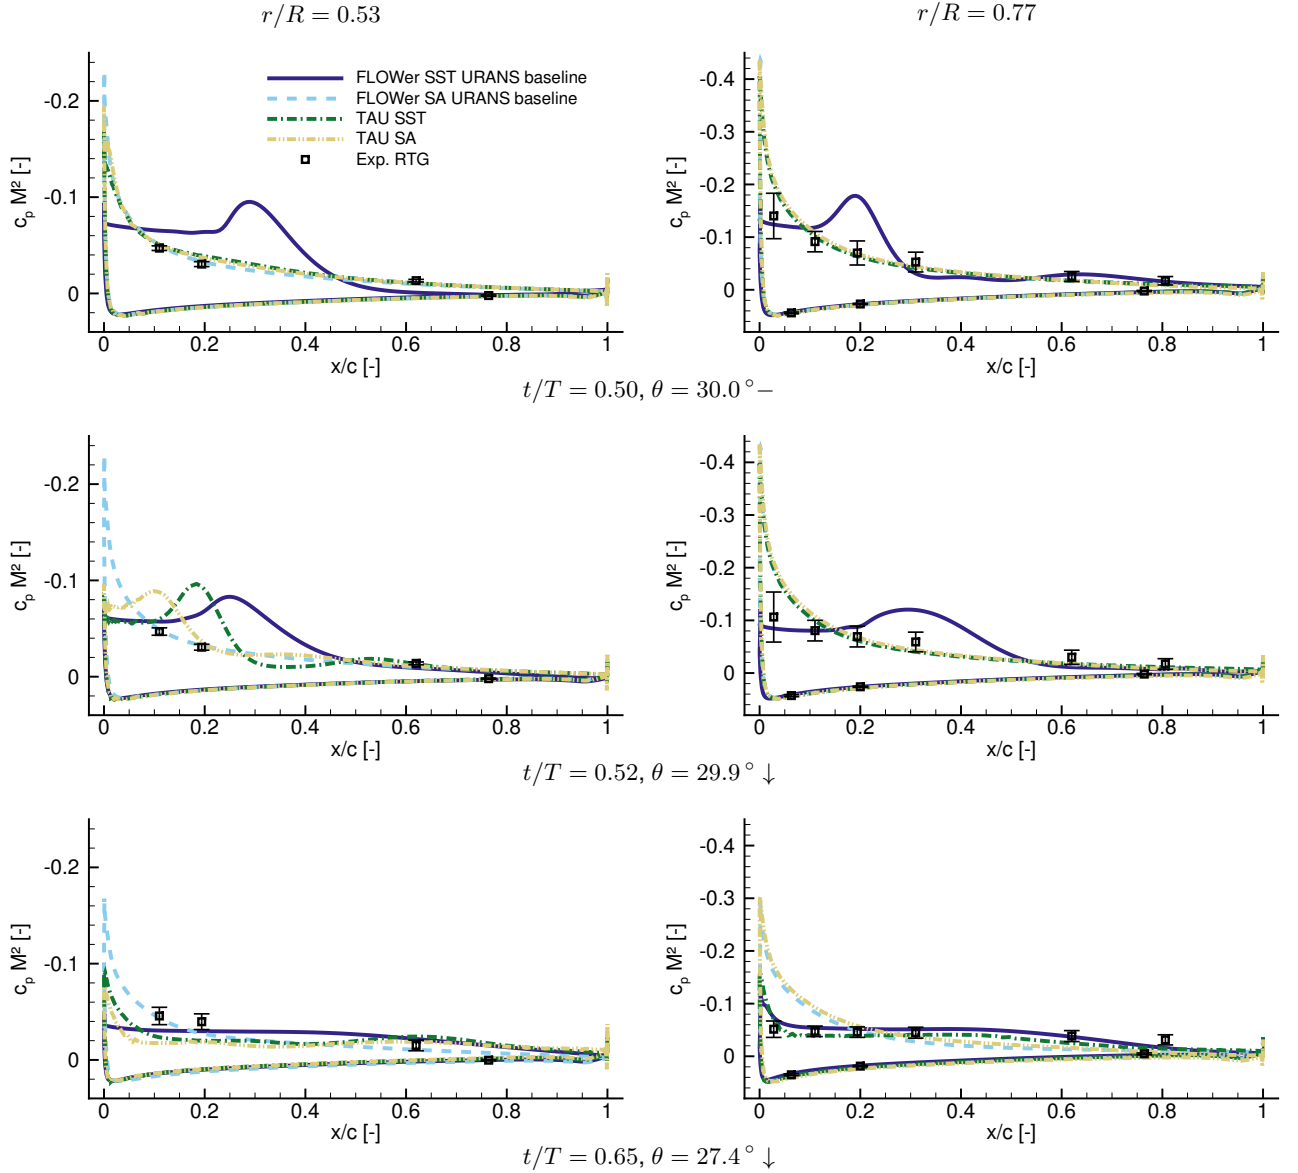 r/R = 0.53
r/R = 0.77
FLOWer SST URANS baseline
FLOWer SA URANS baseline
TAU SST
TAU SA
Exp. RTG
-0.2
-0.1
0
c_p M² [-]
0 0.2 0.4 0.6 0.8 1
x/c [-]
-0.4
-0.3
-0.2
-0.1
0
c_p M² [-]
0 0.2 0.4 0.6 0.8 1
x/c [-]
t/T = 0.50, θ = 30.0° −
-0.2
-0.1
0
c_p M² [-]
0 0.2 0.4 0.6 0.8 1
x/c [-]
-0.4
-0.3
-0.2
-0.1
0
c_p M² [-]
0 0.2 0.4 0.6 0.8 1
x/c [-]
t/T = 0.52, θ = 29.9° ↓
-0.2
-0.1
0
c_p M² [-]
0 0.2 0.4 0.6 0.8 1
x/c [-]
-0.4
-0.3
-0.2
-0.1
0
c_p M² [-]
0 0.2 0.4 0.6 0.8 1
x/c [-]
t/T = 0.65, θ = 27.4° ↓